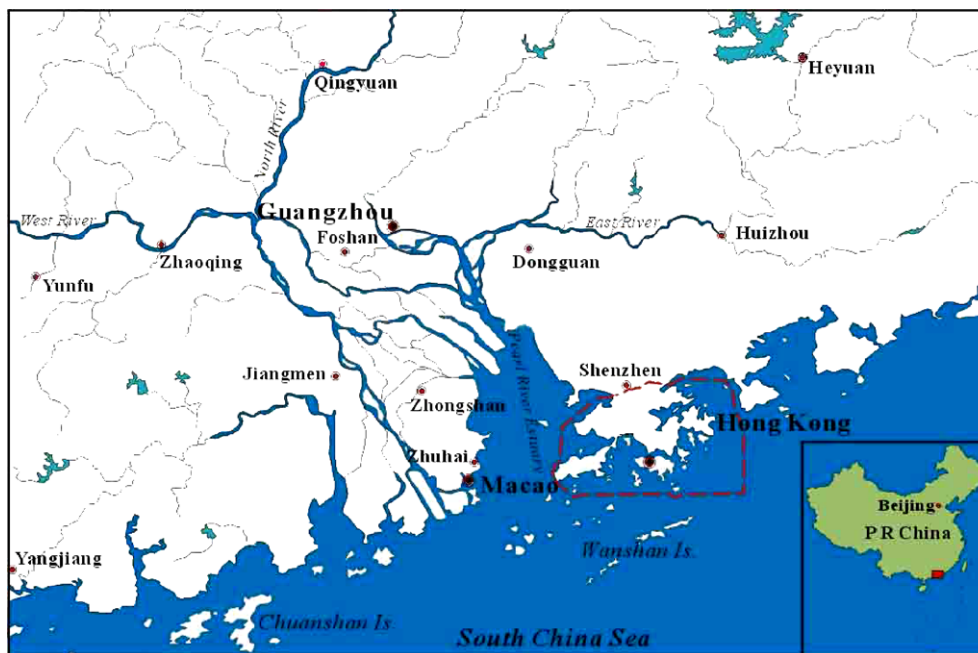 Qingyuan
Heyuan
North River
West River
Guangzhou
Foshan
East River
Huizhou
Zhaoqing
Dongguan
Yunfu
Pearl River Estuary
Jiangmen
Shenzhen
Zhongshan
Hong Kong
Zhuhai
Macao
Beijing
P R China
Wanshan Is.
Yangjiang
Chuanshan Is.
South China Sea